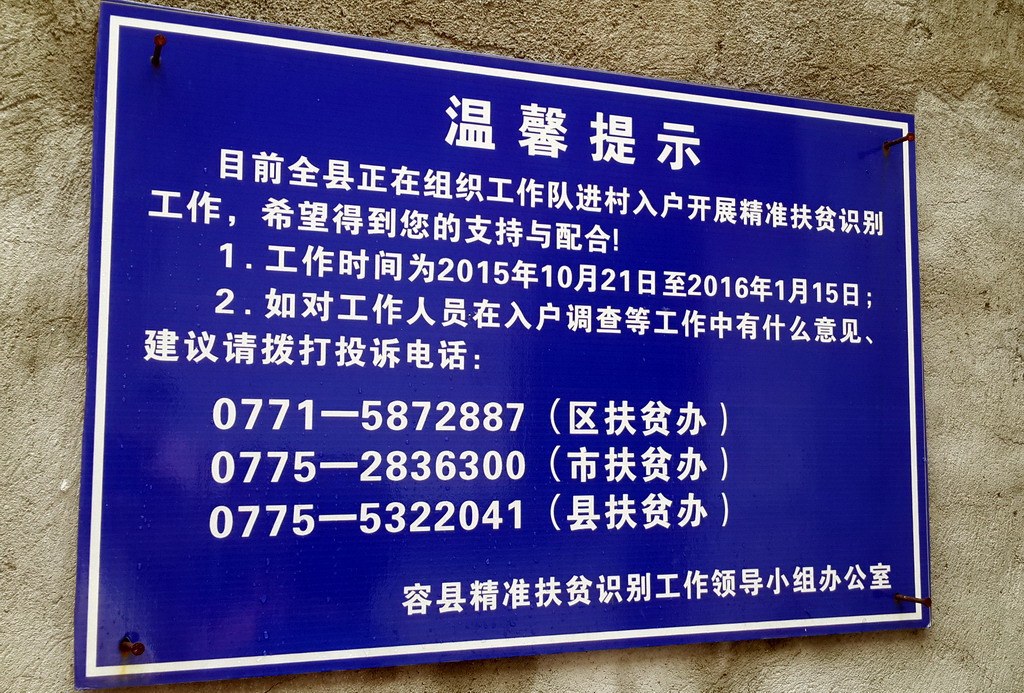 温馨提示
目前全县正在组织工作队进村入户开展精准扶贫识别
工作，希望得到您的支持与配合!
1.工作时间为2015年10月21日至2016年1月15日；
2.如对工作人员在入户调查等工作中有什么意见、
建议请拨打投诉电话：
0771—5872887（区扶贫办）
0775—2836300（市扶贫办）
0775—5322041（县扶贫办）
容县精准扶贫识别工作领导小组办公室